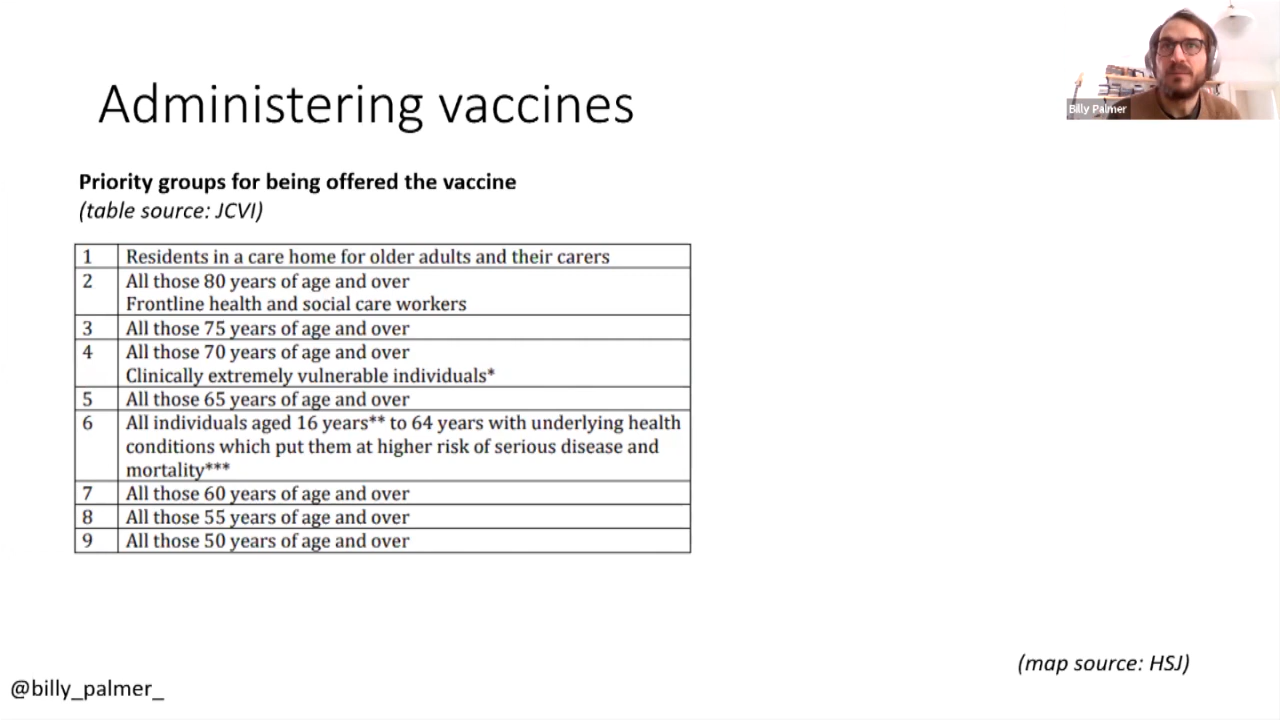 Administering vaccines
Billy Palmer
Priority groups for being offered the vaccine
(table source: JCVI)
1 Residents in a care home for older adults and their carers
2 All those 80 years of age and over
Frontline health and social care workers
3 All those 75 years of age and over
4 All those 70 years of age and over
Clinically extremely vulnerable individuals*
5 All those 65 years of age and over
6 All individuals aged 16 years** to 64 years with underlying health
conditions which put them at higher risk of serious disease and
mortality***
7 All those 60 years of age and over
8 All those 55 years of age and over
9 All those 50 years of age and over
(map source: HSJ)
@billy_palmer_